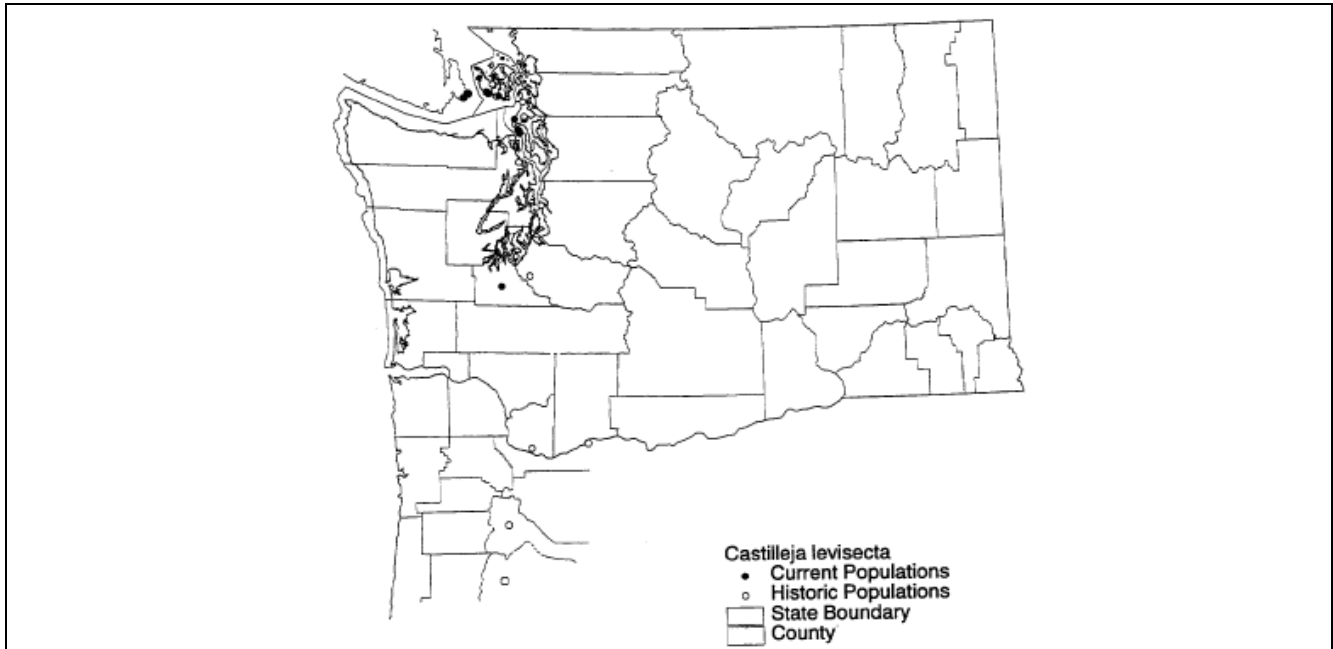 Castilleja levisecta
Current Populations
Historic Populations
State Boundary
County